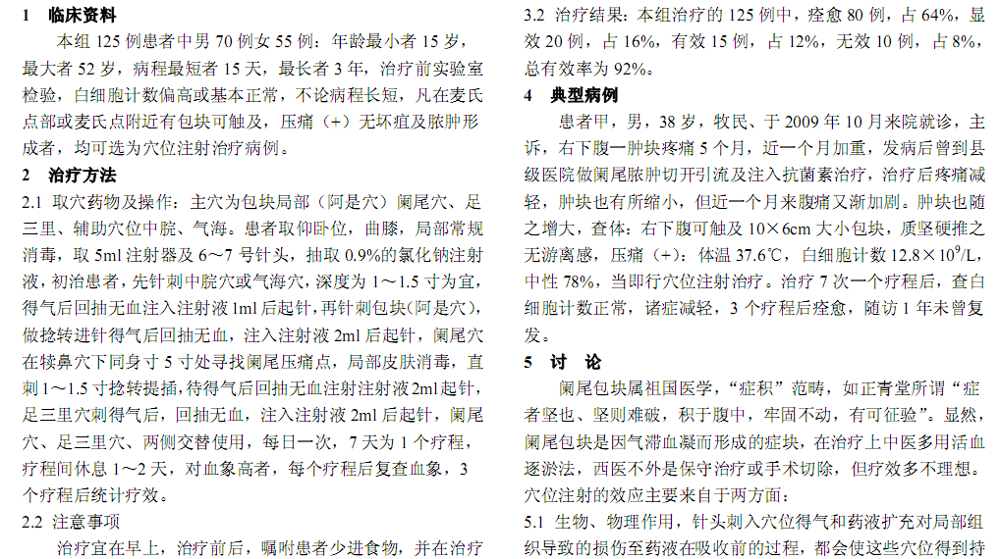 1 临床资料
本组 125 例患者中男 70 例女 55 例：年龄最小者 15 岁，
最大者 52 岁，病程最短者 15 天，最长者 3 年，治疗前实验室
检验，白细胞计数偏高或基本正常，不论病程长短，凡在麦氏
点部或麦氏点附近有包块可触及，压痛（+）无坏疽及脓肿形
成者，均可选为穴位注射治疗病例。
2 治疗方法
2.1 取穴药物及操作：主穴为包块局部（阿是穴）阑尾穴、足
三里、辅助穴位中脘、气海。患者取仰卧位，曲膝，局部常规
消毒，取 5ml 注射器及 6～7 号针头，抽取 0.9%的氯化钠注射
液，初治患者，先针刺中脘穴或气海穴，深度为 1～1.5 寸为宜，
得气后回抽无血注入注射液 1ml 后起针，再针刺包块（阿是穴），
做捻转进针得气后回抽无血，注入注射液 2ml 后起针，阑尾穴
在犊鼻穴下同身寸 5 寸处寻找阑尾压痛点，局部皮肤消毒，直
刺 1～1.5 寸捻转提插，待得气后回抽无血注射注射液 2ml 起针，
足三里穴刺得气后，回抽无血，注入注射液 2ml 后起针，阑尾
穴、足三里穴、两侧交替使用，每日一次，7 天为 1 个疗程，
疗程间休息 1～2 天，对血象高者，每个疗程后复查血象，3
个疗程后统计疗效。
2.2 注意事项
治疗宜在早上，治疗前后，嘱咐患者少进食物，并在治疗
3.2 治疗结果：本组治疗的 125 例中，痊愈 80 例，占 64%，显
效 20 例，占 16%，有效 15 例，占 12%，无效 10 例，占 8%，
总有效率为 92%。
4 典型病例
患者甲，男，38 岁，牧民、于 2009 年 10 月来院就诊，主
诉，右下腹一肿块疼痛 5 个月，近一个月加重，发病后曾到县
级医院做阑尾脓肿切开引流及注入抗菌素治疗，治疗后疼痛减
轻，肿块也有所缩小，但近一个月来腹痛又渐加剧。肿块也随
之增大，查体：右下腹可触及 10×6cm 大小包块，质坚硬推之
无游离感，压痛（+）：体温 37.6℃，白细胞计数 12.8×10⁹/L，
中性 78%，当即行穴位注射治疗。治疗 7 次一个疗程后，查白
细胞计数正常，诸症减轻，3 个疗程后痊愈，随访 1 年未曾复
发。
5 讨 论
阑尾包块属祖国医学，“症积”范畴，如正青堂所谓“症
者坚也、坚则难破，积于腹中，牢固不动，有可征验”。显然，
阑尾包块是因气滞血凝而形成的症块，在治疗上中医多用活血
逐淤法，西医不外是保守治疗或手术切除，但疗效多不理想。
穴位注射的效应主要来自于两方面：
5.1 生物、物理作用，针头刺入穴位得气和药液扩充对局部组
织导致的损伤至药液在吸收前的过程，都会使这些穴位得到持